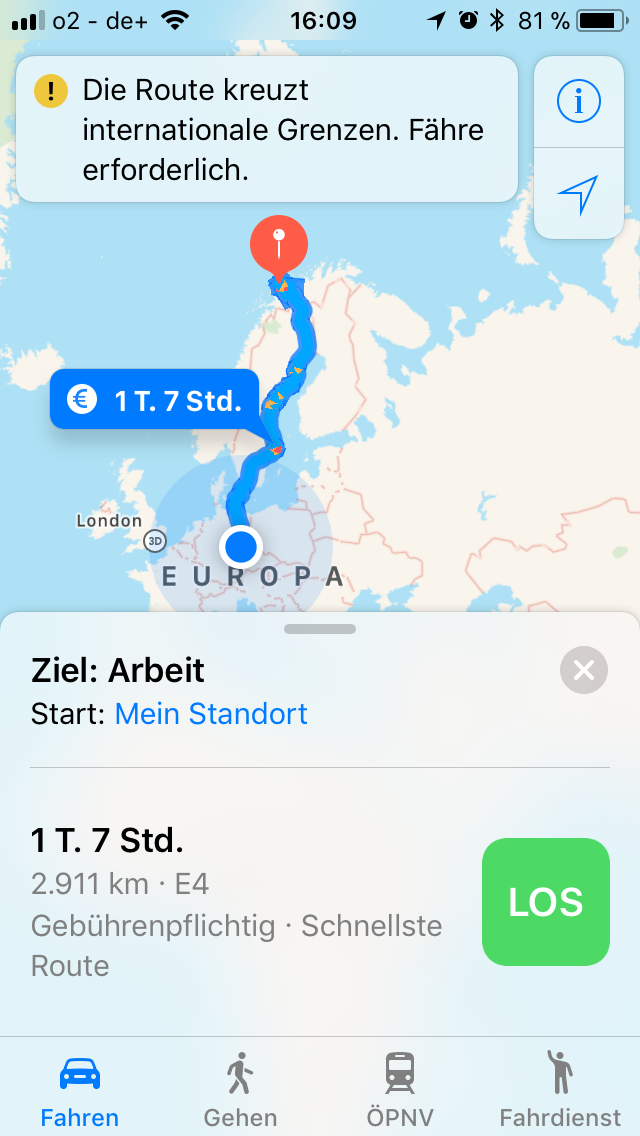 o2 - de+ 16:09 81 %
! Die Route kreuzt
internationale Grenzen. Fähre
erforderlich.
i
€ 1 T. 7 Std.
London
3D
EUROPA
Ziel: Arbeit
Start: Mein Standort
1 T. 7 Std.
2.911 km · E4
Gebührenpflichtig · Schnellste
Route
LOS
Fahren Gehen ÖPNV Fahrdienst